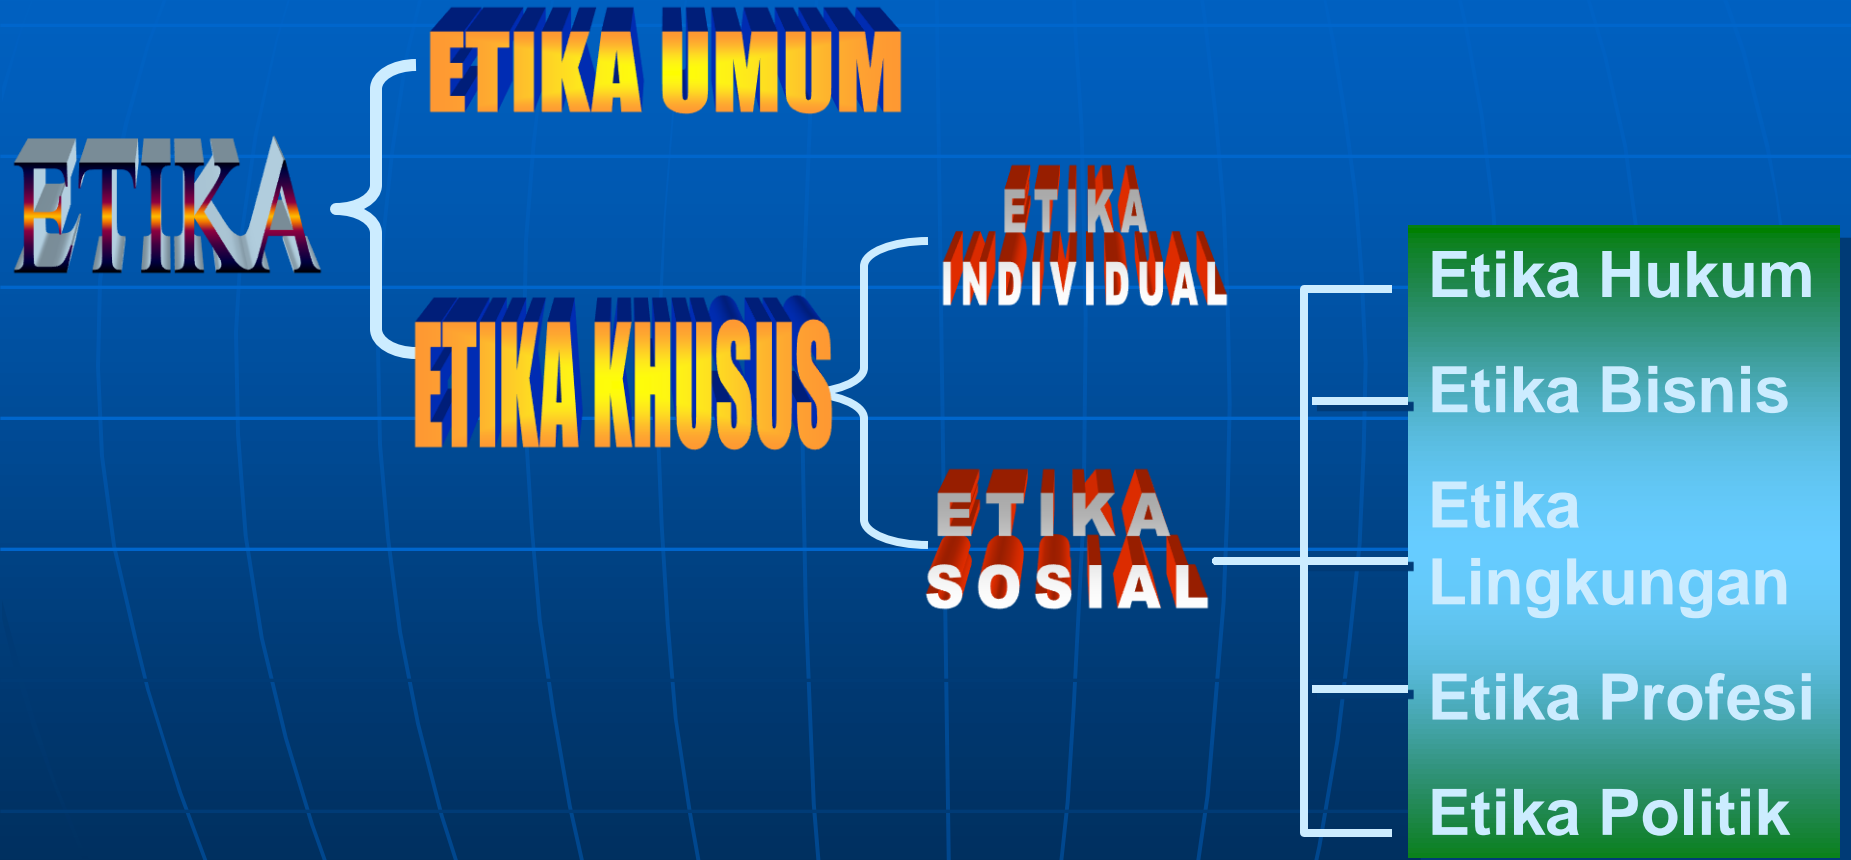 ETIKA
ETIKA UMUM
ETIKA KHUSUS
ETIKA
INDIVIDUAL
ETIKA
SOSIAL
Etika Hukum
Etika Bisnis
Etika
Lingkungan
Etika Profesi
Etika Politik